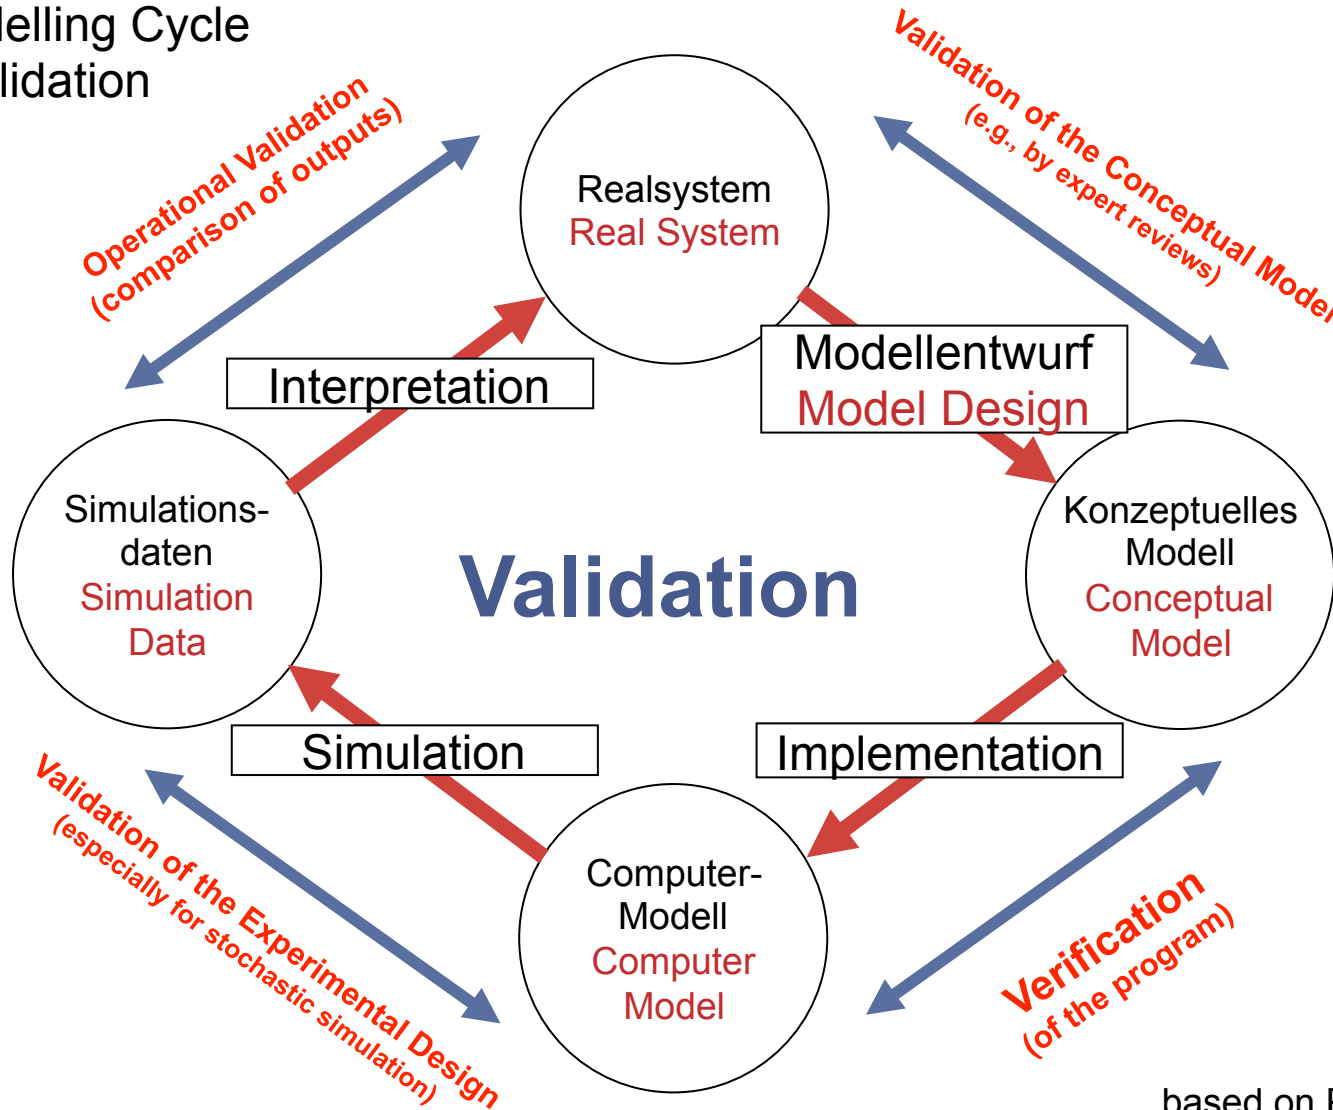 delling Cycle
lidation
Operational Validation
(comparison of outputs)
Validation of the Conceptual Model
(e.g., by expert reviews)
Realsystem
Real System
Interpretation
Modellentwurf
Model Design
Simulations-
daten
Simulation
Data
Validation
Konzeptuelles
Modell
Conceptual
Model
Simulation
Implementation
Validation of the Experimental Design
(especially for stochastic simulation)
Computer-
Modell
Computer
Model
Verification
(of the program)
based on